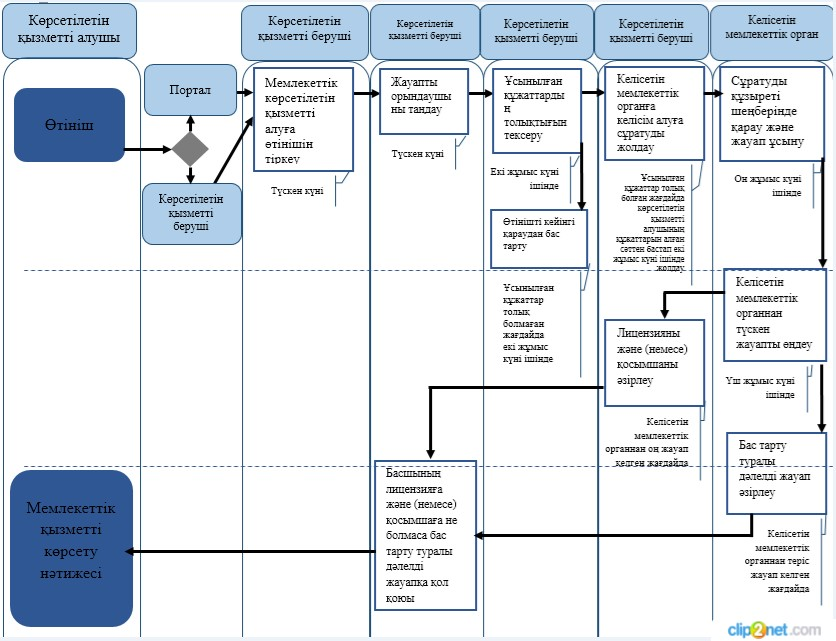 Көрсетілетін
қызметті алушы
Көрсетілетін
қызметті беруші
Көрсетілетін
қызметті беруші
Көрсетілетін
қызметті беруші
Көрсетілетін
қызметті беруші
Келісетін
мемлекеттік орган
Өтініш
Портал
Көрсетілетін
қызметті
беруші
Мемлекеттік
көрсетілетін
қызметті
алуға
өтінішін
тіркеу
Түскен күні
Жауапты
орындаушы
ны таңдау
Түскен күні
Ұсынылған
құжаттарды
ң
толықтығын
тексеру
Екі жұмыс күні
ішінде
Өтінішті кейінгі
қараудан бас
тарту
Ұсынылған
құжаттар
толық
болмаған
жағдайда
екі жұмыс
күні ішінде
Келісетін
мемлекеттік
органға
келісім алуға
сұратуды
жолдау
Ұсынылған
құжаттар толық
болған жағдайда
көрсетілетін
қызметті
алушының
құжаттарын алған
сәттен бастап екі
жұмыс күні ішінде
жолдау
Сұратуды
құзыреті
шеңберінде
қарау және
жауап ұсыну
Он жұмыс күні
ішінде
Келісетін
мемлекеттік
органнан
түскен
жауапты өңдеу
Үш жұмыс күні
ішінде
Лицензияны
және (немесе)
қосымшаны
әзірлеу
Келісетін
мемлекеттік
органнан оң жауап
келген жағдайда
Бас тарту
туралы
дәлелді жауап
әзірлеу
Келісетін
мемлекеттік
органнан теріс
жауап келген
жағдайда
Басшының
лицензияға
және (немесе)
қосымшаға не
болмаса бас
тарту туралы
дәлелді
жауапқа қол
қоюы
Мемлекеттік
қызметті
көрсету
нәтижесі
clip2net.com